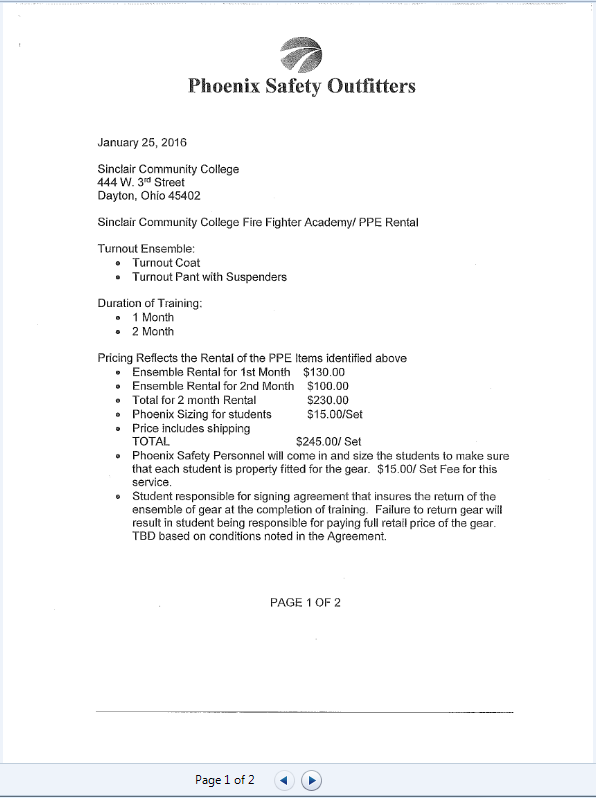 Phoenix Safety Outfitters
January 25, 2016
Sinclair Community College
444 W. 3rd Street
Dayton, Ohio 45402
Sinclair Community College Fire Fighter Academy/ PPE Rental
Turnout Ensemble:
• Turnout Coat
• Turnout Pant with Suspenders
Duration of Training:
• 1 Month
• 2 Month
Pricing Reflects the Rental of the PPE Items identified above
• Ensemble Rental for 1st Month $130.00
• Ensemble Rental for 2nd Month $100.00
• Total for 2 month Rental $230.00
• Phoenix Sizing for students $15.00/Set
• Price includes shipping
TOTAL $245.00/ Set
• Phoenix Safety Personnel will come in and size the students to make sure
that each student is property fitted for the gear. $15.00/ Set Fee for this
service.
• Student responsible for signing agreement that insures the return of the
ensemble of gear at the completion of training. Failure to return gear will
result in student being responsible for paying full retail price of the gear.
TBD based on conditions noted in the Agreement.
PAGE 1 OF 2
Page 1 of 2